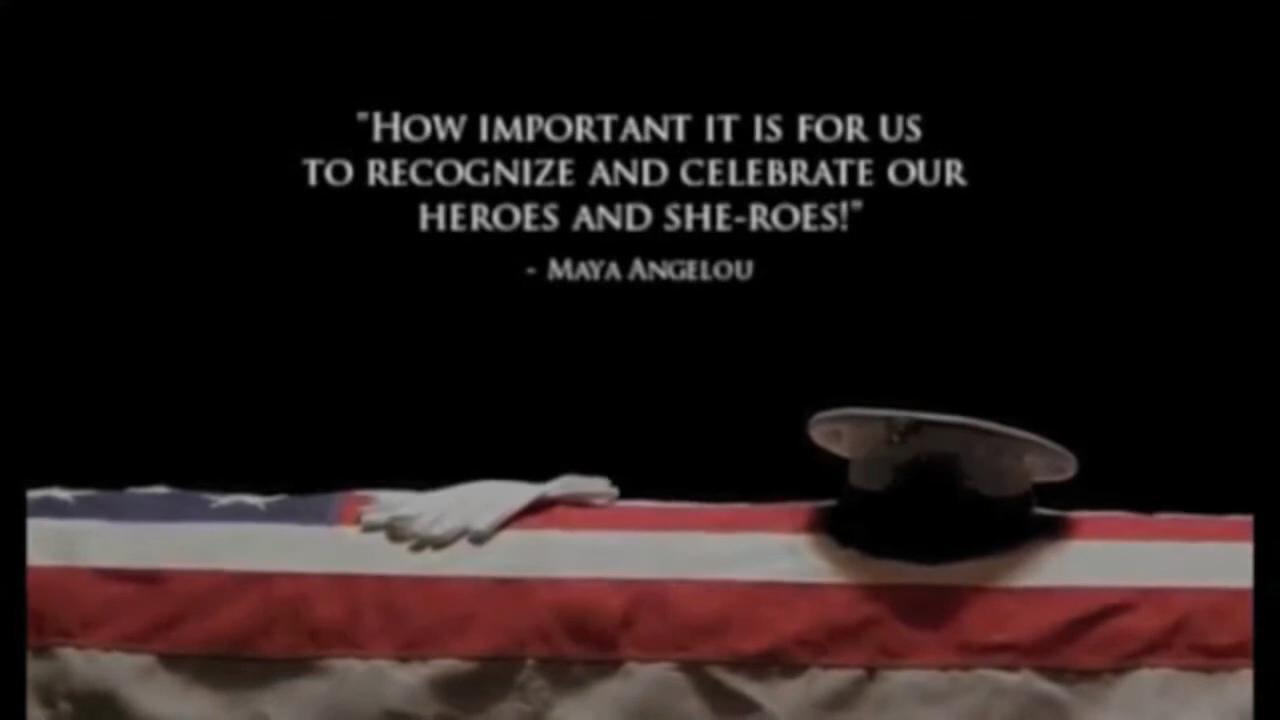 "HOW IMPORTANT IT IS FOR US
TO RECOGNIZE AND CELEBRATE OUR
HEROES AND SHE-ROES!"
- MAYA ANGELOU